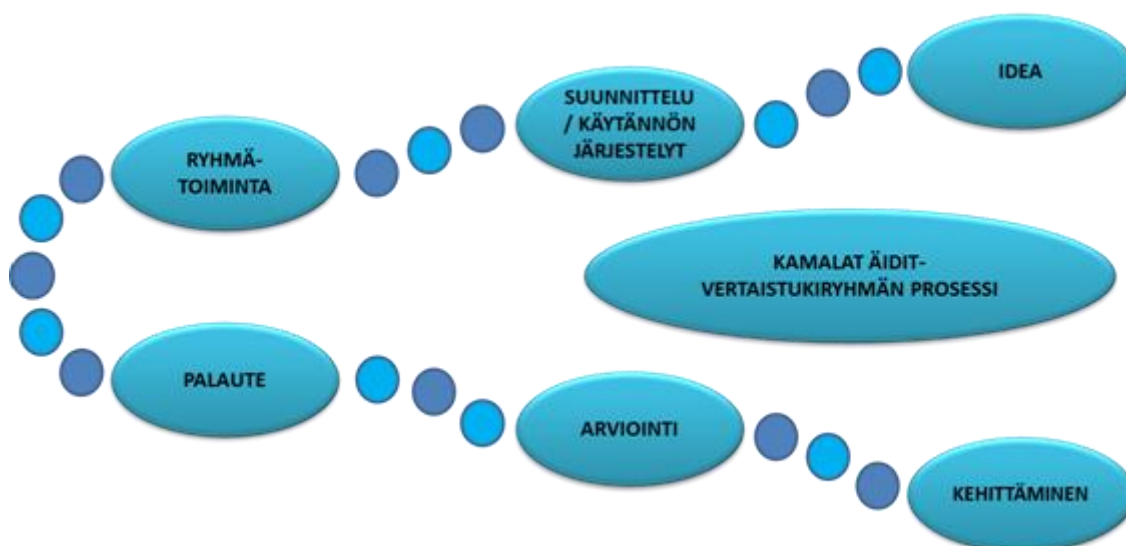 IDEA
SUUNNITTELU
/ KÄYTÄNNÖN
JÄRJESTELYT
RYHMÄ-
TOIMINTA
KAMALAT ÄIDIT-
VERTAISTUKIRYHMÄN PROSESSI
PALAUTE
ARVIOINTI
KEHITTÄMINEN